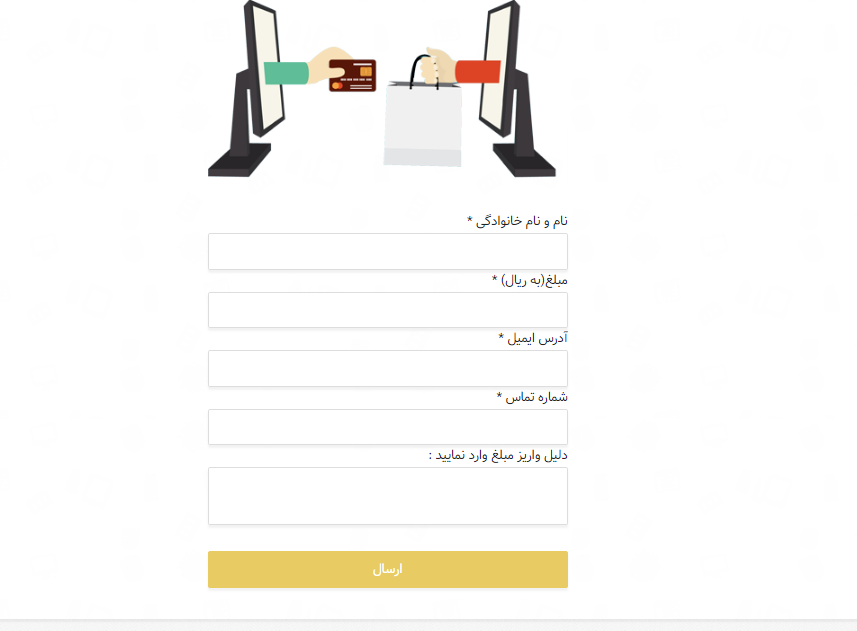 نام و نام خانوادگی *
مبلغ(به ریال) *
آدرس ایمیل *
شماره تماس *
دلیل واریز مبلغ وارد نمایید :
ارسال